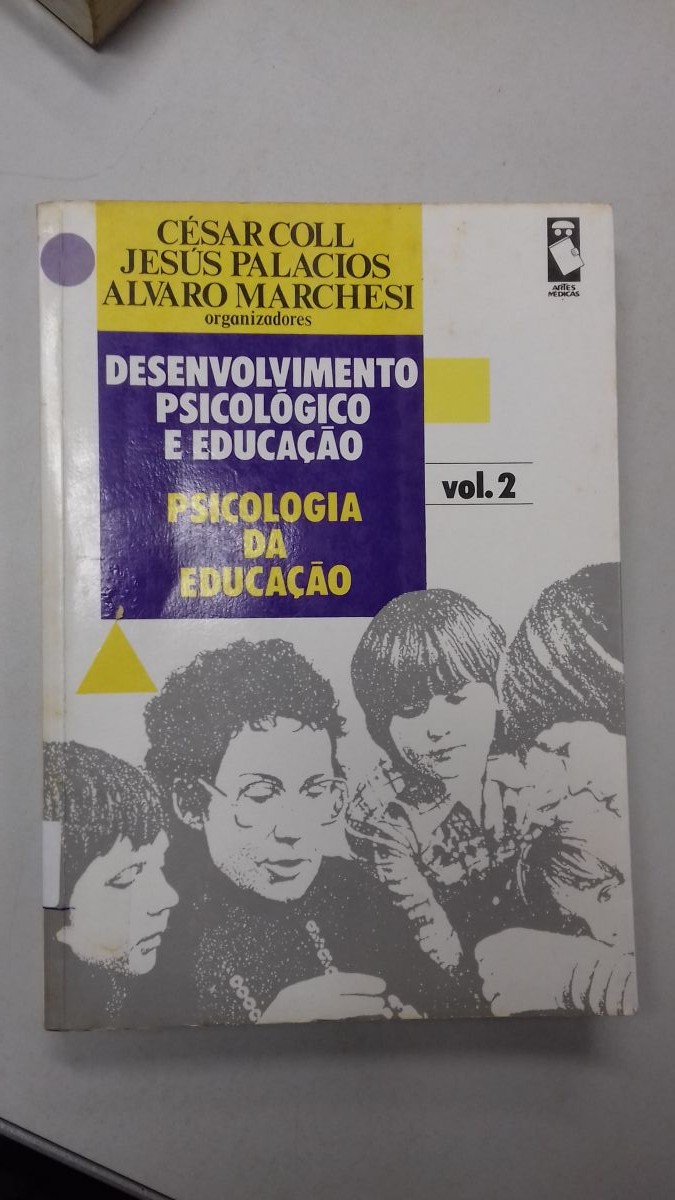 CÉSAR COLL
JESÚS PALACIOS
ALVARO MARCHESI
organizadores
ARTES
MÉDICAS
DESENVOLVIMENTO
PSICOLÓGICO
E EDUCAÇÃO
vol. 2
PSICOLOGIA
DA
EDUCAÇÃO